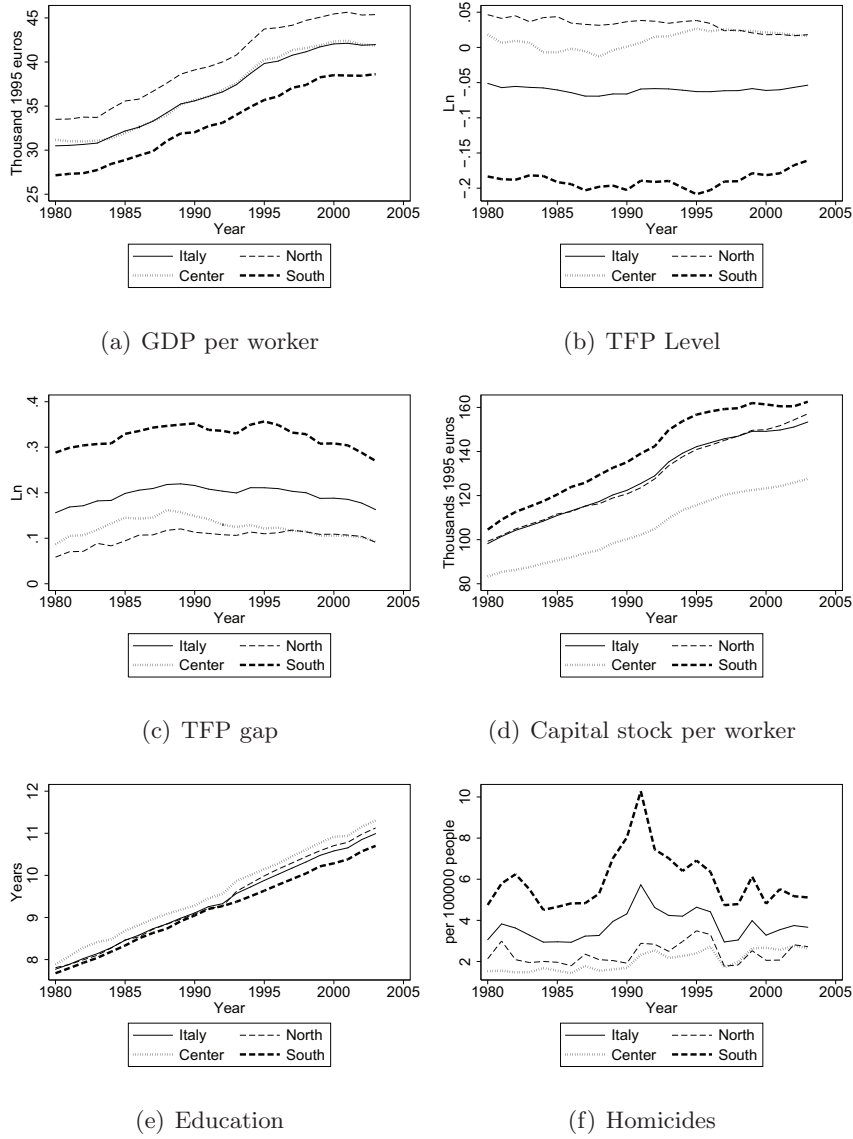 Thousand 1995 euros
25 30 35 40 45
1980 1985 1990 1995 2000 2005
Year
Italy North
Center South
(a) GDP per worker
Ln
-.2 -.15 -.1 -.05 0 .05
1980 1985 1990 1995 2000 2005
Year
Italy North
Center South
(b) TFP Level
Ln
0 .1 .2 .3 .4
1980 1985 1990 1995 2000 2005
Year
Italy North
Center South
(c) TFP gap
Thousands 1995 euros
80 100 120 140 160
1980 1985 1990 1995 2000 2005
Year
Italy North
Center South
(d) Capital stock per worker
Years
8 9 10 11 12
1980 1985 1990 1995 2000 2005
Year
Italy North
Center South
(e) Education
per 100000 people
2 4 6 8 10
1980 1985 1990 1995 2000 2005
Year
Italy North
Center South
(f) Homicides